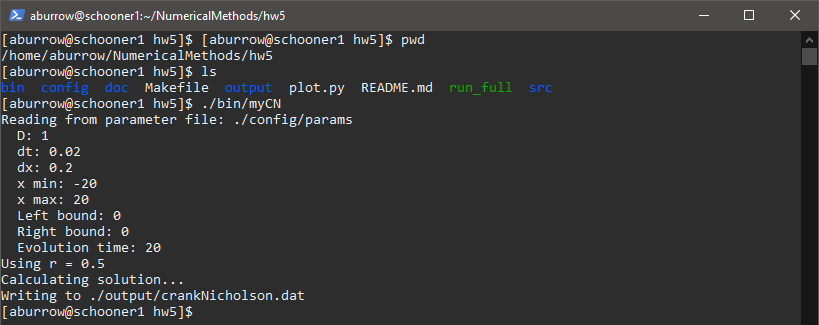 aburrow@schooner1:~/NumericalMethods/hw5
[aburrow@schooner1 hw5]$ [aburrow@schooner1 hw5]$ pwd
/home/aburrow/NumericalMethods/hw5
[aburrow@schooner1 hw5]$ ls
bin  config  doc  Makefile  output  plot.py  README.md  run_full  src
[aburrow@schooner1 hw5]$ ./bin/myCN
Reading from parameter file: ./config/params
  D: 1
  dt: 0.02
  dx: 0.2
  x min: -20
  x max: 20
  Left bound: 0
  Right bound: 0
  Evolution time: 20
Using r = 0.5
Calculating solution...
Writing to ./output/crankNicholson.dat
[aburrow@schooner1 hw5]$